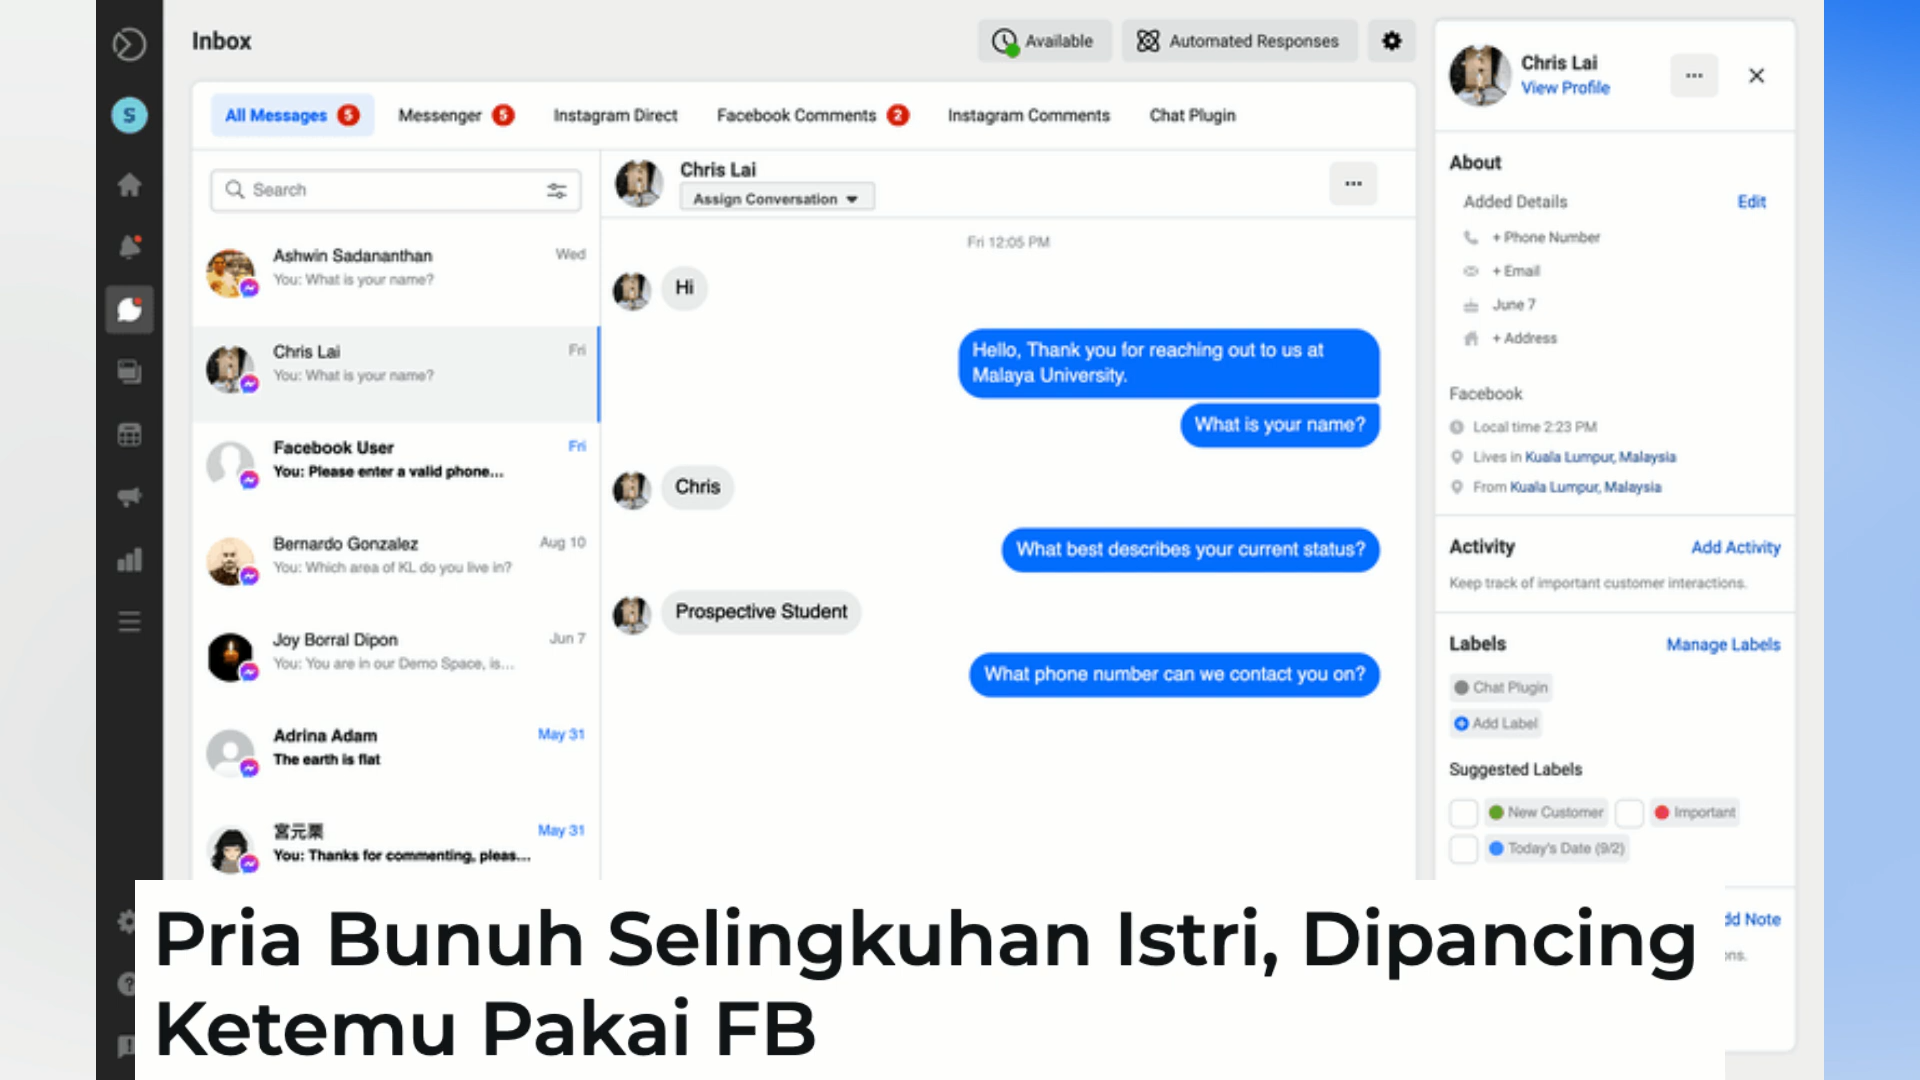 Inbox
Available
Automated Responses
All Messages 5
Messenger 5
Instagram Direct
Facebook Comments 2
Instagram Comments
Chat Plugin
S
Search
Ashwin Sadananthan
Wed
You: What is your name?
Chris Lai
Fri
You: What is your name?
Facebook User
Fri
You: Please enter a valid phone...
Bernardo Gonzalez
Aug 10
You: Which area of KL do you live in?
Joy Borral Dipon
Jun 7
You: You are in our Demo Space, is...
Adrina Adam
May 31
The earth is flat
宮元栗
May 31
You: Thanks for commenting, pleas...
Chris Lai
Assign Conversation
Fri 12:05 PM
Hi
Hello, Thank you for reaching out to us at
Malaya University.
What is your name?
Chris
What best describes your current status?
Prospective Student
What phone number can we contact you on?
Chris Lai
View Profile
About
Added Details
Edit
+ Phone Number
+ Email
June 7
+ Address
Facebook
Local time 2:23 PM
Lives in Kuala Lumpur, Malaysia
From Kuala Lumpur, Malaysia
Activity
Add Activity
Keep track of important customer interactions.
Labels
Manage Labels
Chat Plugin
Add Label
Suggested Labels
New Customer
Important
Today's Date (9/2)
dd Note
ons.
Pria Bunuh Selingkuhan Istri, Dipancing
Ketemu Pakai FB